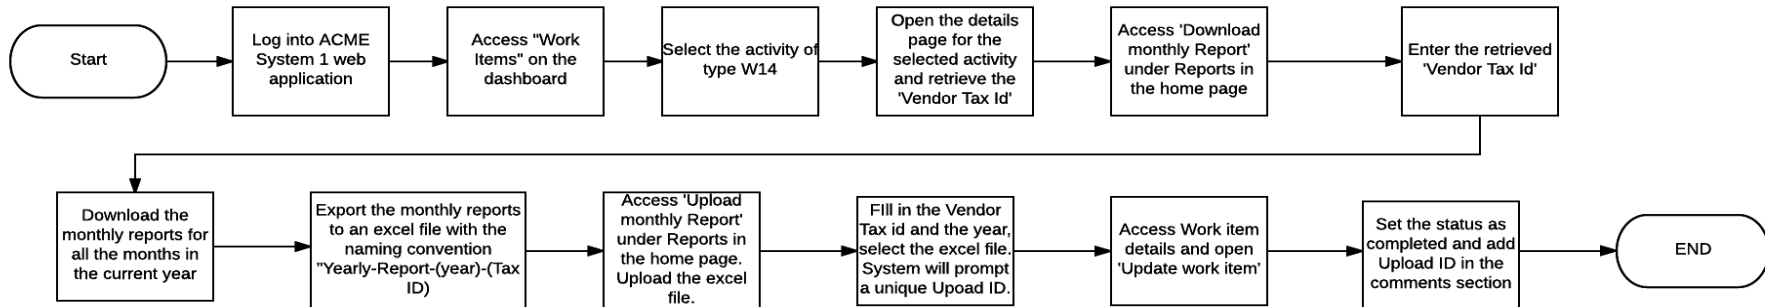 Start
Log into ACME
System 1 web
application
Access "Work
Items" on the
dashboard
Select the activity of
type W14
Open the details
page for the
selected activity
and retrieve the
'Vendor Tax Id'
Access 'Download
monthly Report'
under Reports in
the home page
Enter the retrieved
'Vendor Tax Id'
Download the
monthly reports for
all the months in
the current year
Export the monthly reports
to an excel file with the
naming convention
"Yearly-Report-(year)-(Tax
ID)
Access 'Upload
monthly Report'
under Reports in
the home page.
Upload the excel
file.
FIll in the Vendor
Tax id and the year,
select the excel file.
System will prompt
a unique Upoad ID.
Access Work item
details and open
'Update work item'
Set the status as
completed and add
Upload ID in the
comments section
END